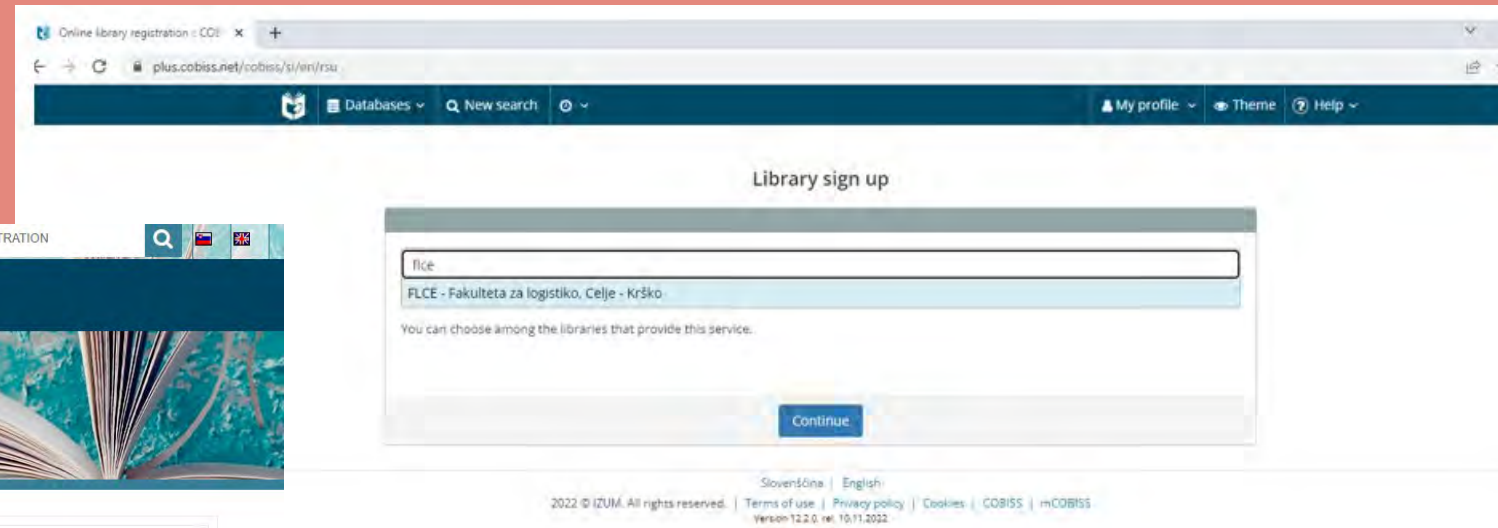 Online library registration :: COB
plus.cobiss.net/cobiss/si/en/rsu
Databases New search My profile Theme Help
Library sign up
TRATION
flce
FLCE - Fakulteta za logistiko, Celje - Krško
You can choose among the libraries that provide this service.
Continue
Slovenščina | English
2022 © IZUM. All rights reserved. | Terms of use | Privacy policy | Cookies | COBISS | mCOBISS
Version 12.2.0. rel. 10.11.2022